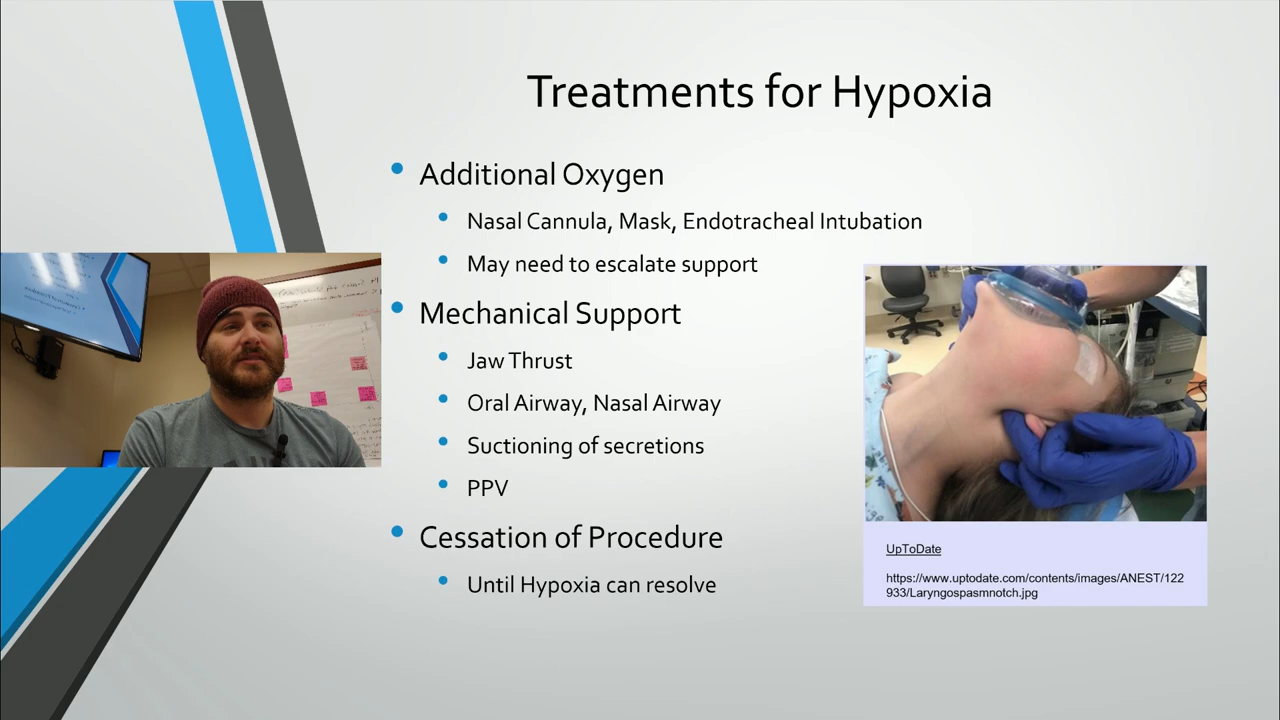 Treatments for Hypoxia
Additional Oxygen
Nasal Cannula, Mask, Endotracheal Intubation
May need to escalate support
Mechanical Support
Jaw Thrust
Oral Airway, Nasal Airway
Suctioning of secretions
PPV
Cessation of Procedure
Until Hypoxia can resolve
UpToDate
https://www.uptodate.com/contents/images/ANEST/122
933/Laryngospasmnotch.jpg